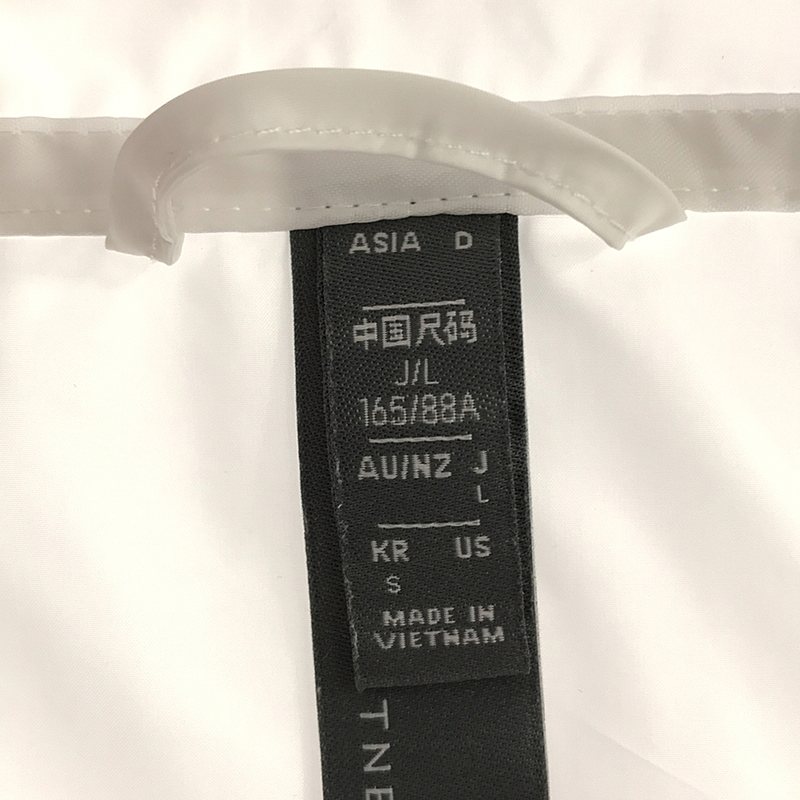 ASIA D
中国尺码
J/L
165/88A
AU/NZ J
L
KR US
S
MADE IN
VIETNAM
TNE